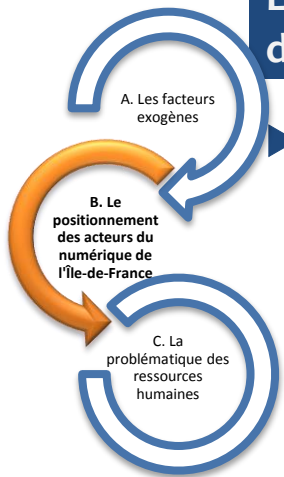 A. Les facteurs
exogènes
B. Le
positionnement
des acteurs du
numérique de
l'Île-de-France
C. La
problématique des
ressources
humaines